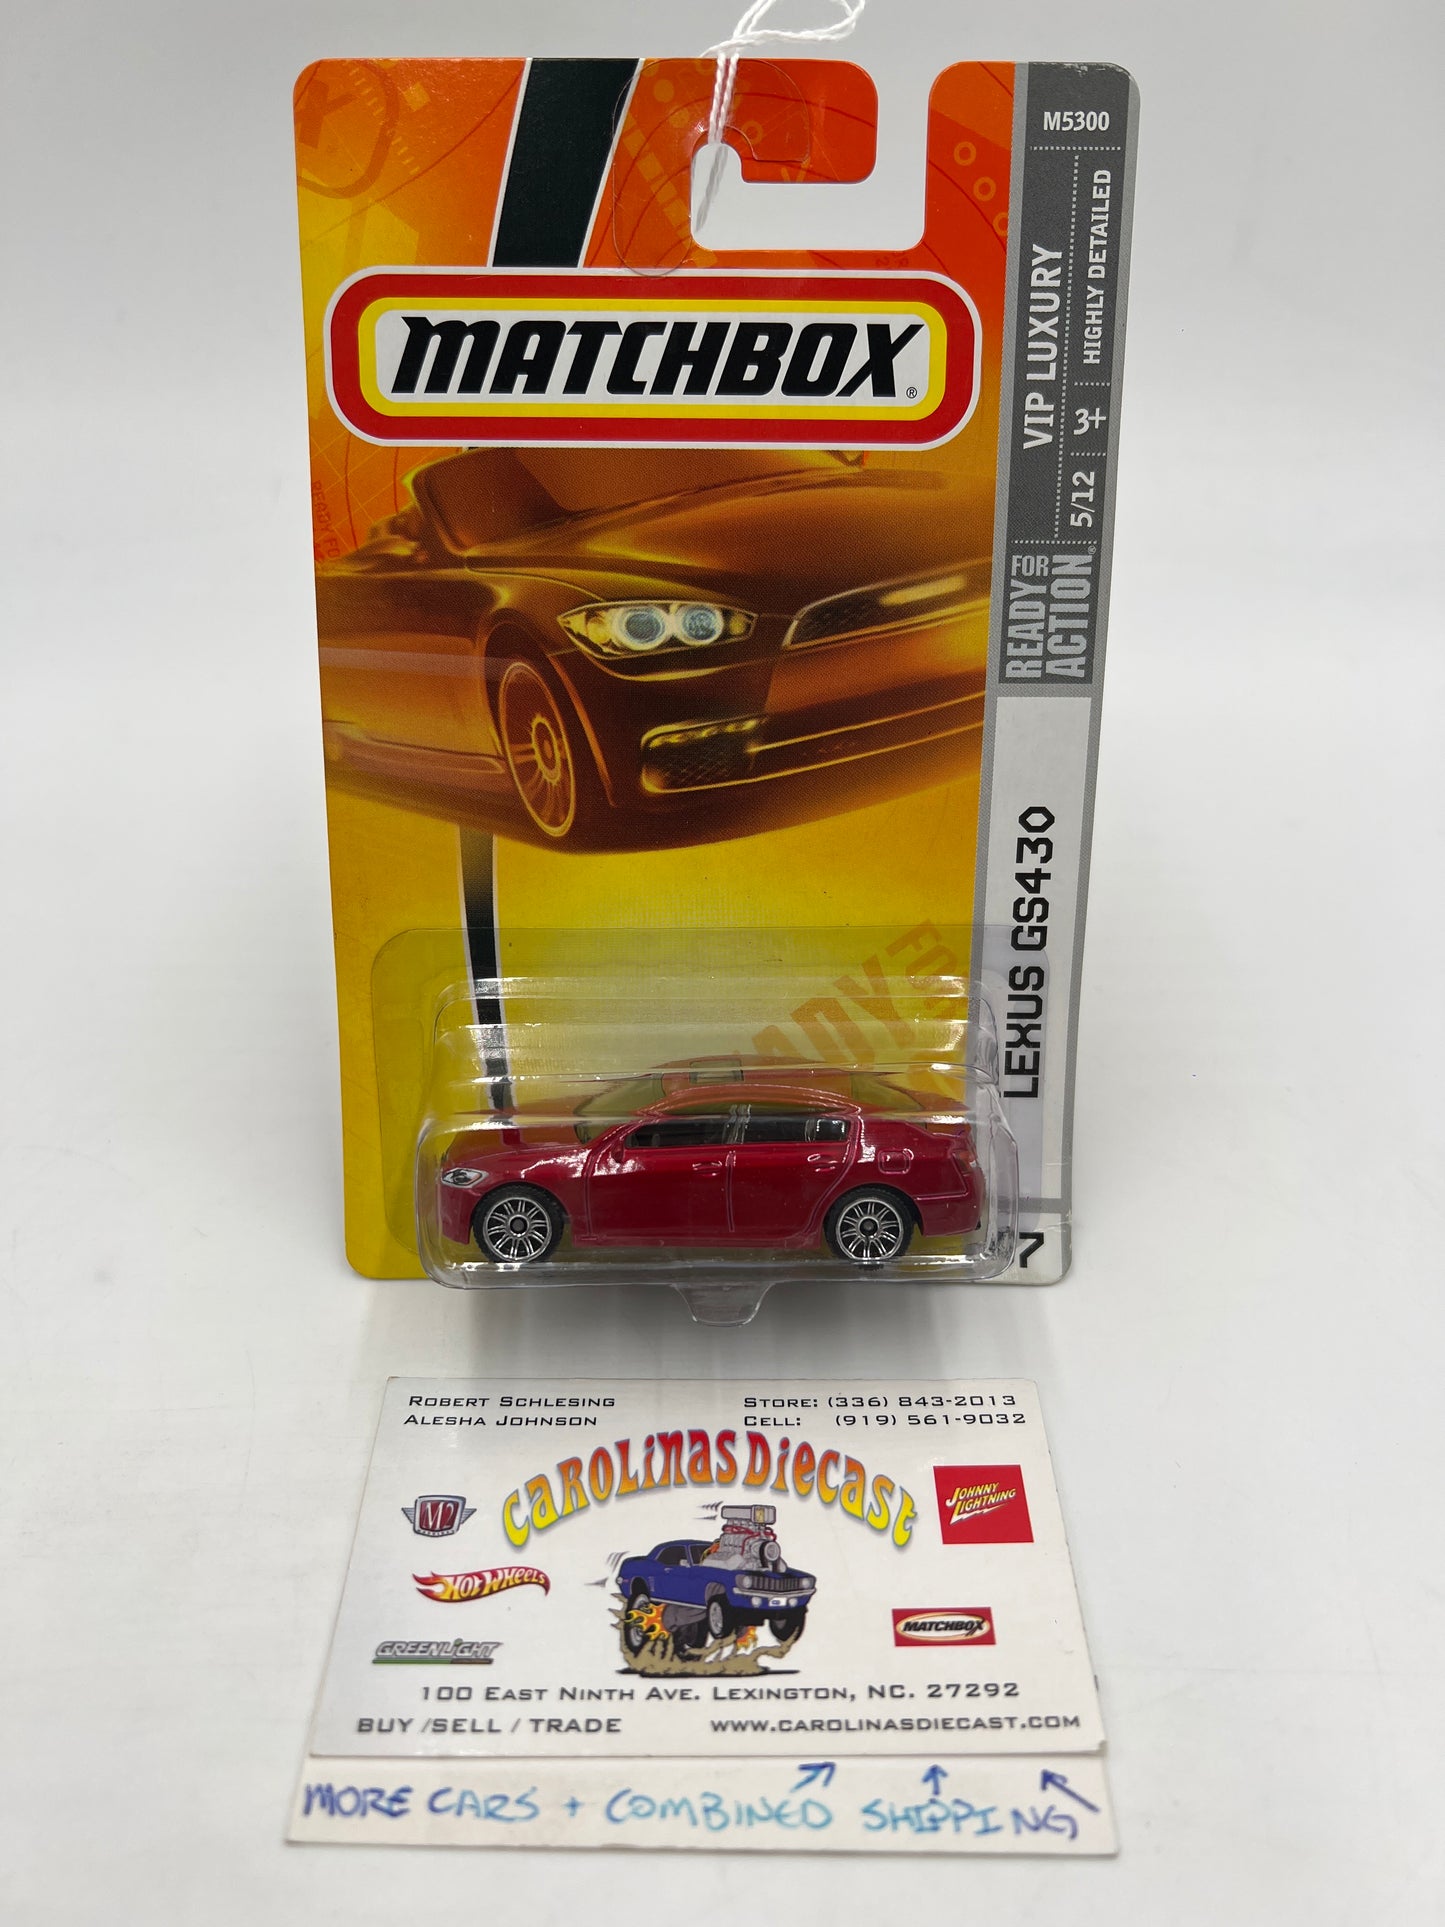 M5300
MATCHBOX®
VIP LUXURY
HIGHLY DETAILED
5/12
3+
READY FOR ACTION®
LEXUS GS430
7
ROBERT SCHLESING
ALESHA JOHNSON
STORE: (336) 843-2013
CELL: (919) 561-9032
CAROLINAS DIECAST
M2
JOHNNY LIGHTNING
HOT WHEELS
MATCHBOX
GREENLIGHT
100 EAST NINTH AVE. LEXINGTON, NC. 27292
BUY /SELL / TRADE
WWW.CAROLINASDIECAST.COM
MORE CARS + COMBINED SHIPPING